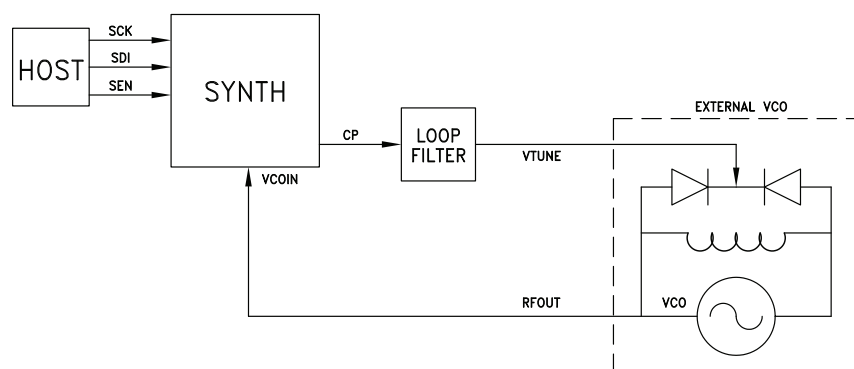 SCK
HOST
SDI
SEN
SYNTH
CP
LOOP
FILTER
EXTERNAL VCO
VTUNE
VCOIN
RFOUT
VCO